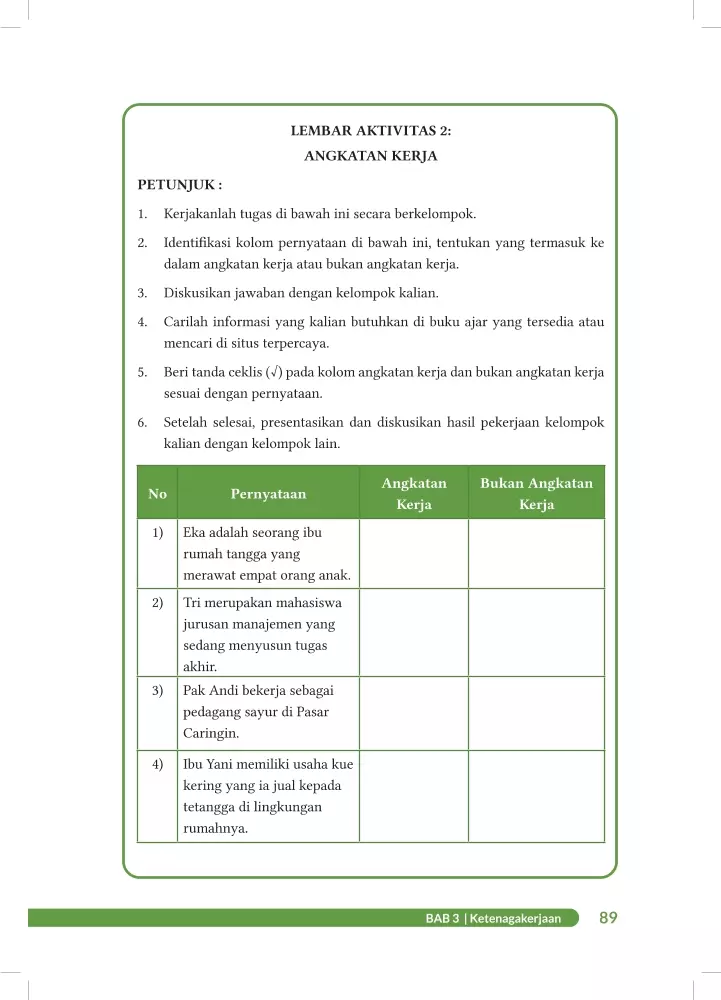 LEMBAR AKTIVITAS 2:
ANGKATAN KERJA
PETUNJUK :
1. Kerjakanlah tugas di bawah ini secara berkelompok.
2. Identifikasi kolom pernyataan di bawah ini, tentukan yang termasuk ke
dalam angkatan kerja atau bukan angkatan kerja.
3. Diskusikan jawaban dengan kelompok kalian.
4. Carilah informasi yang kalian butuhkan di buku ajar yang tersedia atau
mencari di situs terpercaya.
5. Beri tanda ceklis (√) pada kolom angkatan kerja dan bukan angkatan kerja
sesuai dengan pernyataan.
6. Setelah selesai, presentasikan dan diskusikan hasil pekerjaan kelompok
kalian dengan kelompok lain.
No
Pernyataan
Angkatan
Kerja
Bukan Angkatan
Kerja
1) Eka adalah seorang ibu
rumah tangga yang
merawat empat orang anak.
2) Tri merupakan mahasiswa
jurusan manajemen yang
sedang menyusun tugas
akhir.
3) Pak Andi bekerja sebagai
pedagang sayur di Pasar
Caringin.
4) Ibu Yani memiliki usaha kue
kering yang ia jual kepada
tetangga di lingkungan
rumahnya.
BAB 3 | Ketenagakerjaan 89